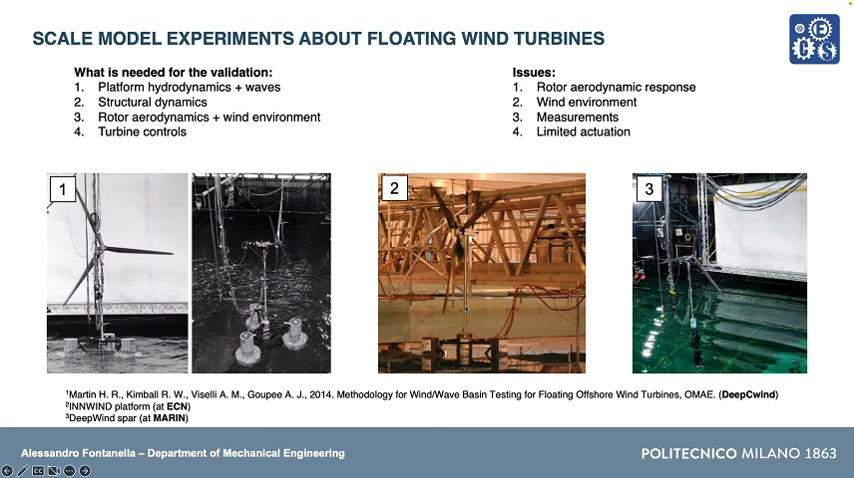 SCALE MODEL EXPERIMENTS ABOUT FLOATING WIND TURBINES
What is needed for the validation:
1. Platform hydrodynamics + waves
2. Structural dynamics
3. Rotor aerodynamics + wind environment
4. Turbine controls
Issues:
1. Rotor aerodynamic response
2. Wind environment
3. Measurements
4. Limited actuation
1
2
3
¹Martin H. R., Kimball R. W., Viselli A. M., Goupee A. J., 2014. Methodology for Wind/Wave Basin Testing for Floating Offshore Wind Turbines, OMAE. (DeepCwind)
²INNWIND platform (at ECN)
³DeepWind spar (at MARIN)
Alessandro Fontanella – Department of Mechanical Engineering
POLITECNICO MILANO 1863